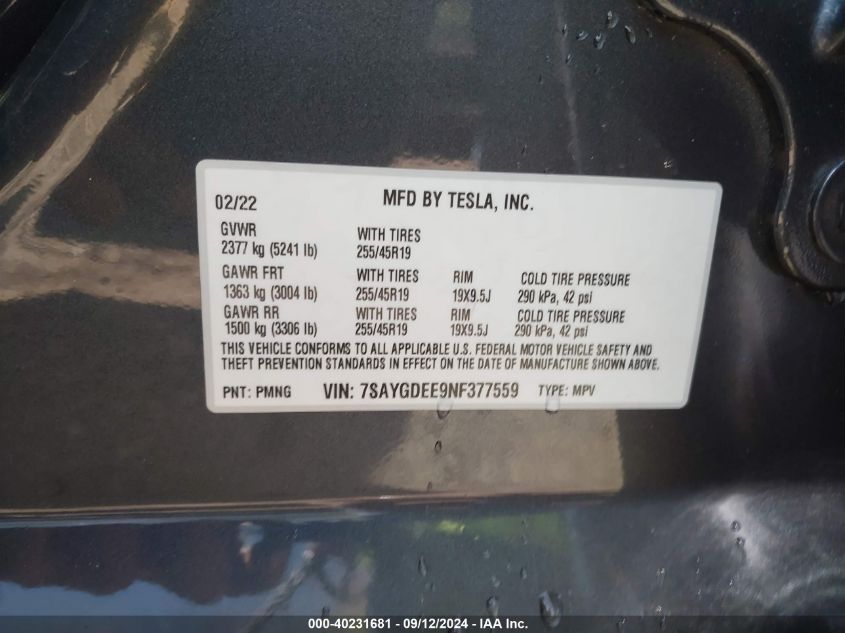 02/22 MFD BY TESLA, INC.
GVWR WITH TIRES
2377 kg (5241 lb) 255/45R19
GAWR FRT WITH TIRES RIM COLD TIRE PRESSURE
1363 kg (3004 lb) 255/45R19 19X9.5J 290 kPa, 42 psi
GAWR RR WITH TIRES RIM COLD TIRE PRESSURE
1500 kg (3306 lb) 255/45R19 19X9.5J 290 kPa, 42 psi
THIS VEHICLE CONFORMS TO ALL APPLICABLE U.S. FEDERAL MOTOR VEHICLE SAFETY AND
THEFT PREVENTION STANDARDS IN EFFECT ON THE DATE OF MANUFACTURE SHOWN ABOVE.
PNT: PMNG VIN: 7SAYGDEE9NF377559 TYPE: MPV
000-40231681 - 09/12/2024 - IAA Inc.